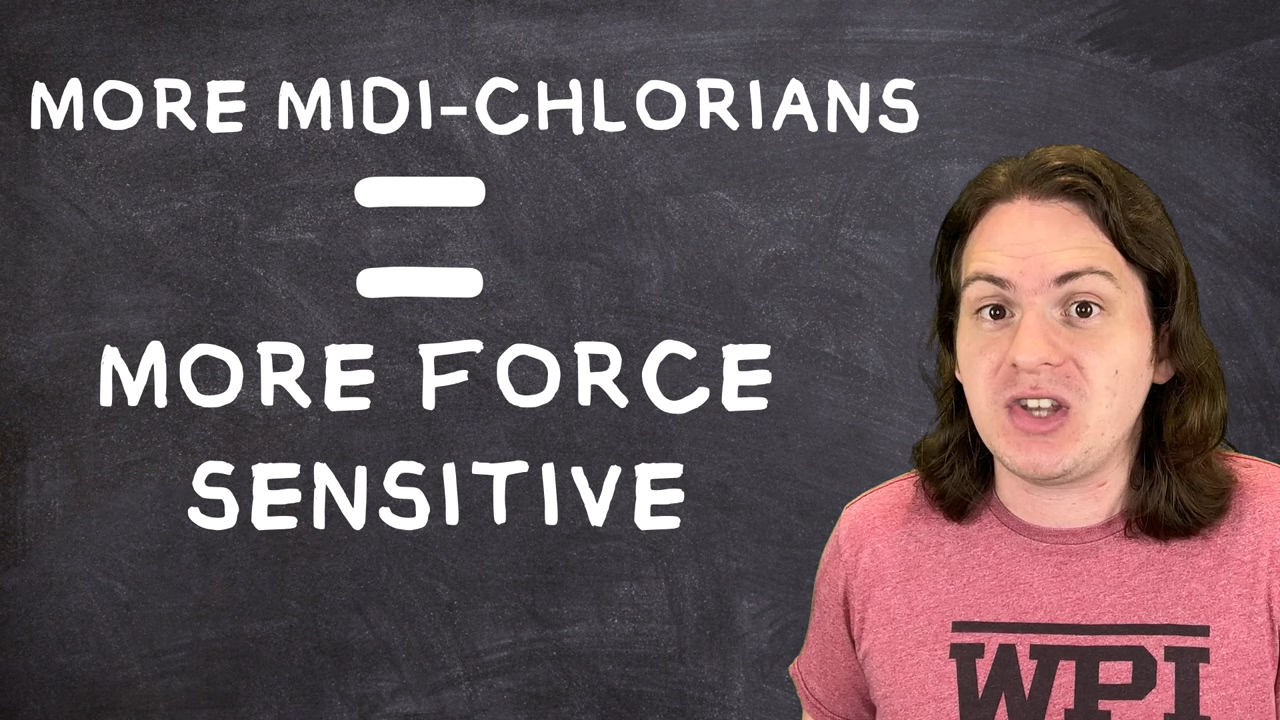 MORE MIDI-CHLORIANS
=
MORE FORCE
SENSITIVE
WPI